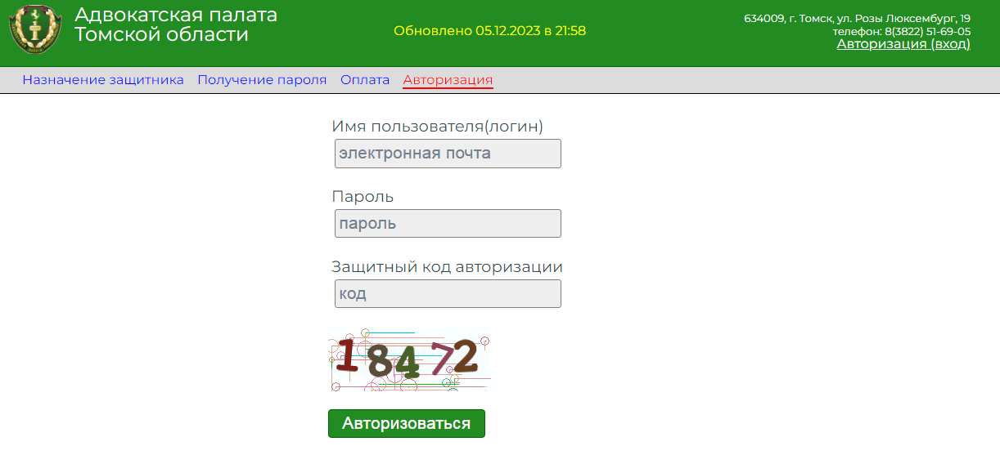 Адвокатская палата
Томской области
Обновлено 05.12.2023 в 21:58
634009, г. Томск, ул. Розы Люксембург, 19
телефон: 8(3822) 51-69-05
Авторизация (вход)
Назначение защитника Получение пароля Оплата Авторизация
Имя пользователя(логин)
электронная почта
Пароль
пароль
Защитный код авторизации
код
18472
Авторизоваться